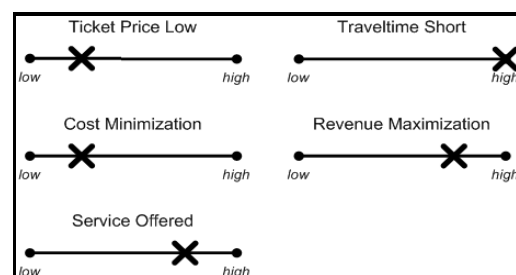 Ticket Price Low
low high
Traveltime Short
low high
Cost Minimization
low high
Revenue Maximization
low high
Service Offered
low high